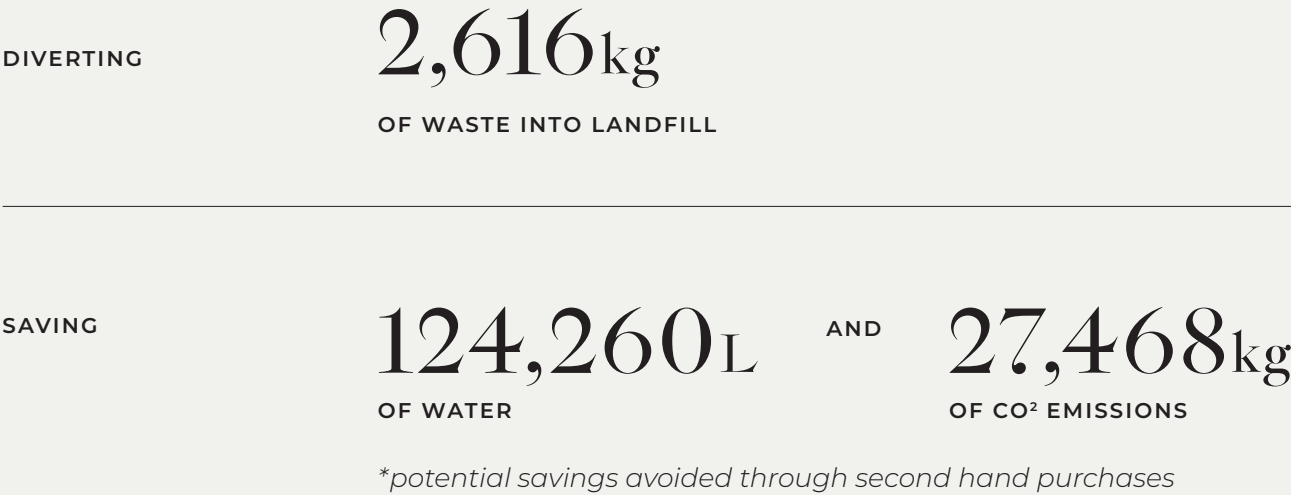 DIVERTING
2,616kg
OF WASTE INTO LANDFILL
SAVING
124,260L
AND
27,468kg
OF WATER
OF CO² EMISSIONS
*potential savings avoided through second hand purchases